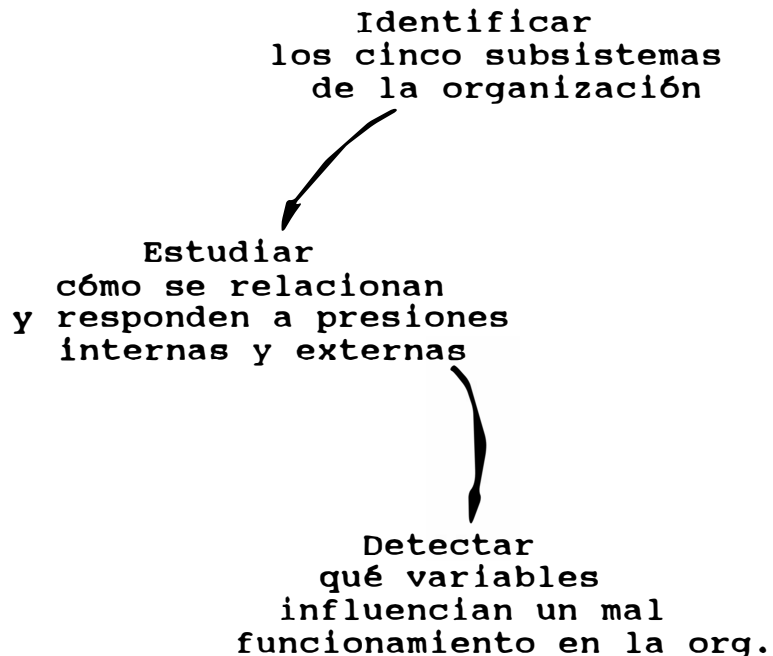 Identificar
los cinco subsistemas
de la organización
Estudiar
cómo se relacionan
y responden a presiones
internas y externas
Detectar
qué variables
influencian un mal
funcionamiento en la org.